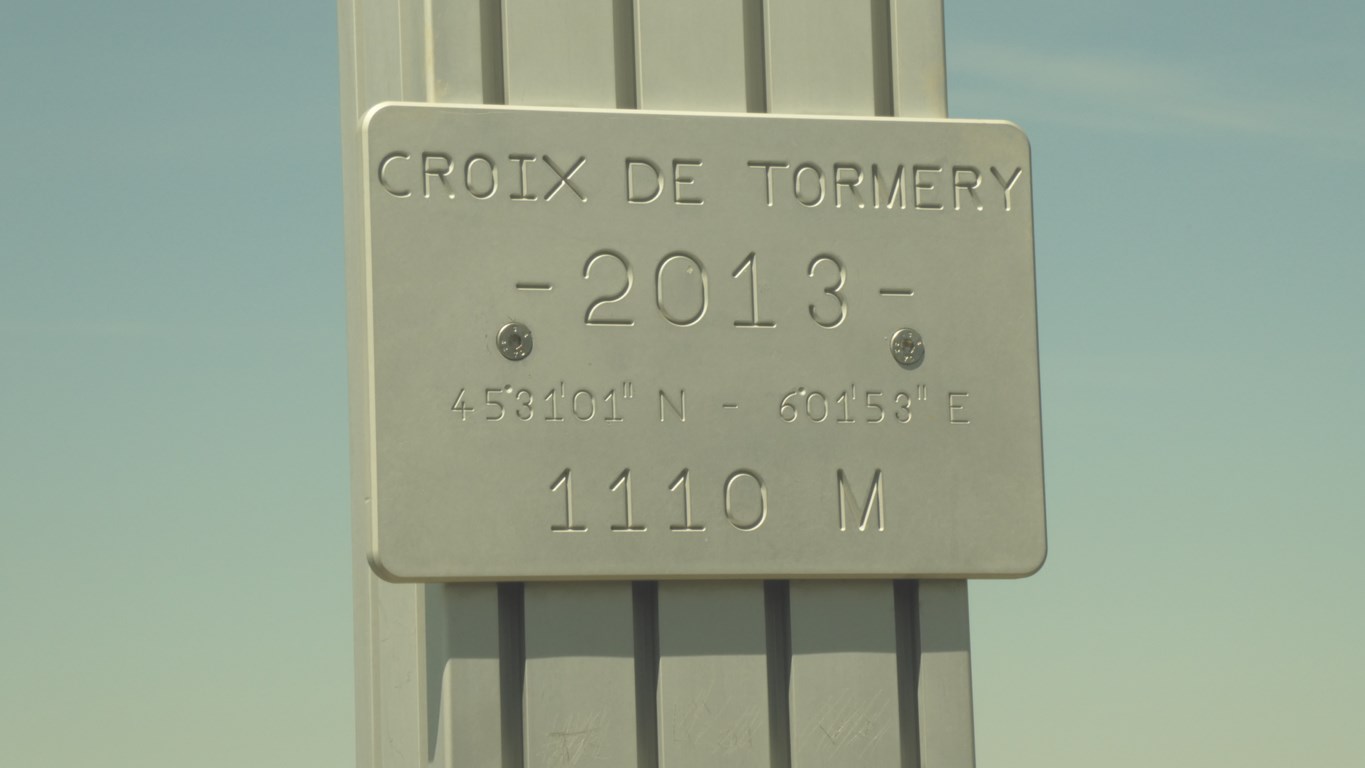 CROIX DE TORMERY
- 2013 -
45°31'01" N - 6°01'53" E
1110 M